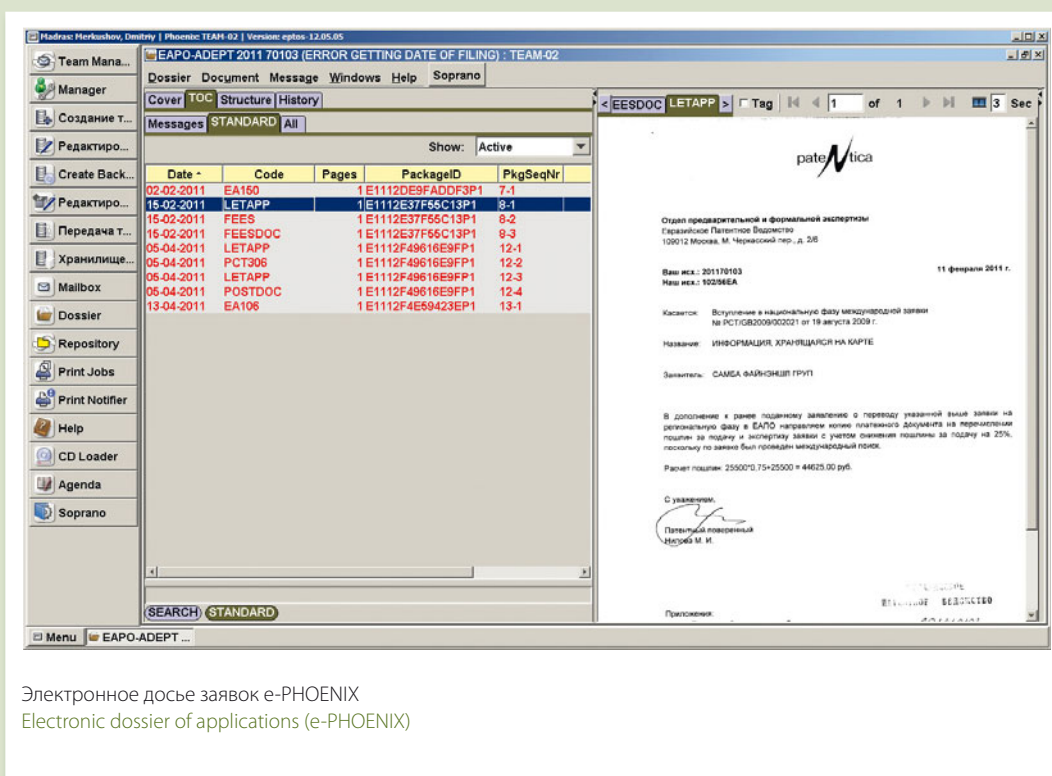 Madras: Merkushov, Dmitriy | Phoenix: TEAM-02 | Version: eptos-12.05.05
EAPO-ADEPT 2011 70103 (ERROR GETTING DATE OF FILING) : TEAM-02
Dossier Document Message Windows Help Soprano
Team Mana...
Manager
Создание т...
Редактиро...
Create Back...
Редактиро...
Передача т...
Хранилище...
Mailbox
Dossier
Repository
Print Jobs
Print Notifier
Help
CD Loader
Agenda
Soprano
Cover TOC Structure History
Messages STANDARD All
Show: Active
Date Code Pages PackageID PkgSeqNr
02-02-2011 EA150 1 E1112DE9FADDF3P1 7-1
15-02-2011 LETAPP 1 E1112E37F55C13P1 8-1
15-02-2011 FEES 1 E1112E37F55C13P1 8-2
15-02-2011 FEESDOC 1 E1112E37F55C13P1 8-3
05-04-2011 LETAPP 1 E1112F49616E9FP1 12-1
05-04-2011 PCT306 1 E1112F49616E9FP1 12-2
05-04-2011 LETAPP 1 E1112F49616E9FP1 12-3
05-04-2011 POSTDOC 1 E1112F49616E9FP1 12-4
13-04-2011 EA106 1 E1112F4E59423EP1 13-1
SEARCH STANDARD
< EESDOC LETAPP > Tag 1 of 1 3 Sec
pateNtica
Отдел предварительной и формальной экспертизы
Евразийское Патентное Ведомство
109012 Москва, М. Черкасский пер., д. 2/6
Ваш исх.: 201170103 11 февраля 2011 г.
Наш исх.: 102/56EA
Касается: Вступление в национальную фазу международной заявки
№ PCT/GB2009/002021 от 19 августа 2009 г.
Название: ИНФОРМАЦИЯ, ХРАНЯЩАЯСЯ НА КАРТЕ
Заявитель: САМБА ФАЙНЭНШЛ ГРУП
В дополнение к ранее поданному заявлению о переводу указанной выше заявки на
региональную фазу в ЕАПО направляем копию платежного документа на перечисление
пошлин за подачу и экспертизу заявки с учетом снижения пошлины за подачу на 25%,
поскольку по заявке был проведен международный поиск.
Расчет пошлин: 25500*0,75+25500 = 44625,00 руб.
С уважением,
Патентный поверенный
Нилова М. И.
ВЕДОМСТВО
Приложения:
Menu EAPO-ADEPT ...
Электронное досье заявок e-PHOENIX
Electronic dossier of applications (e-PHOENIX)